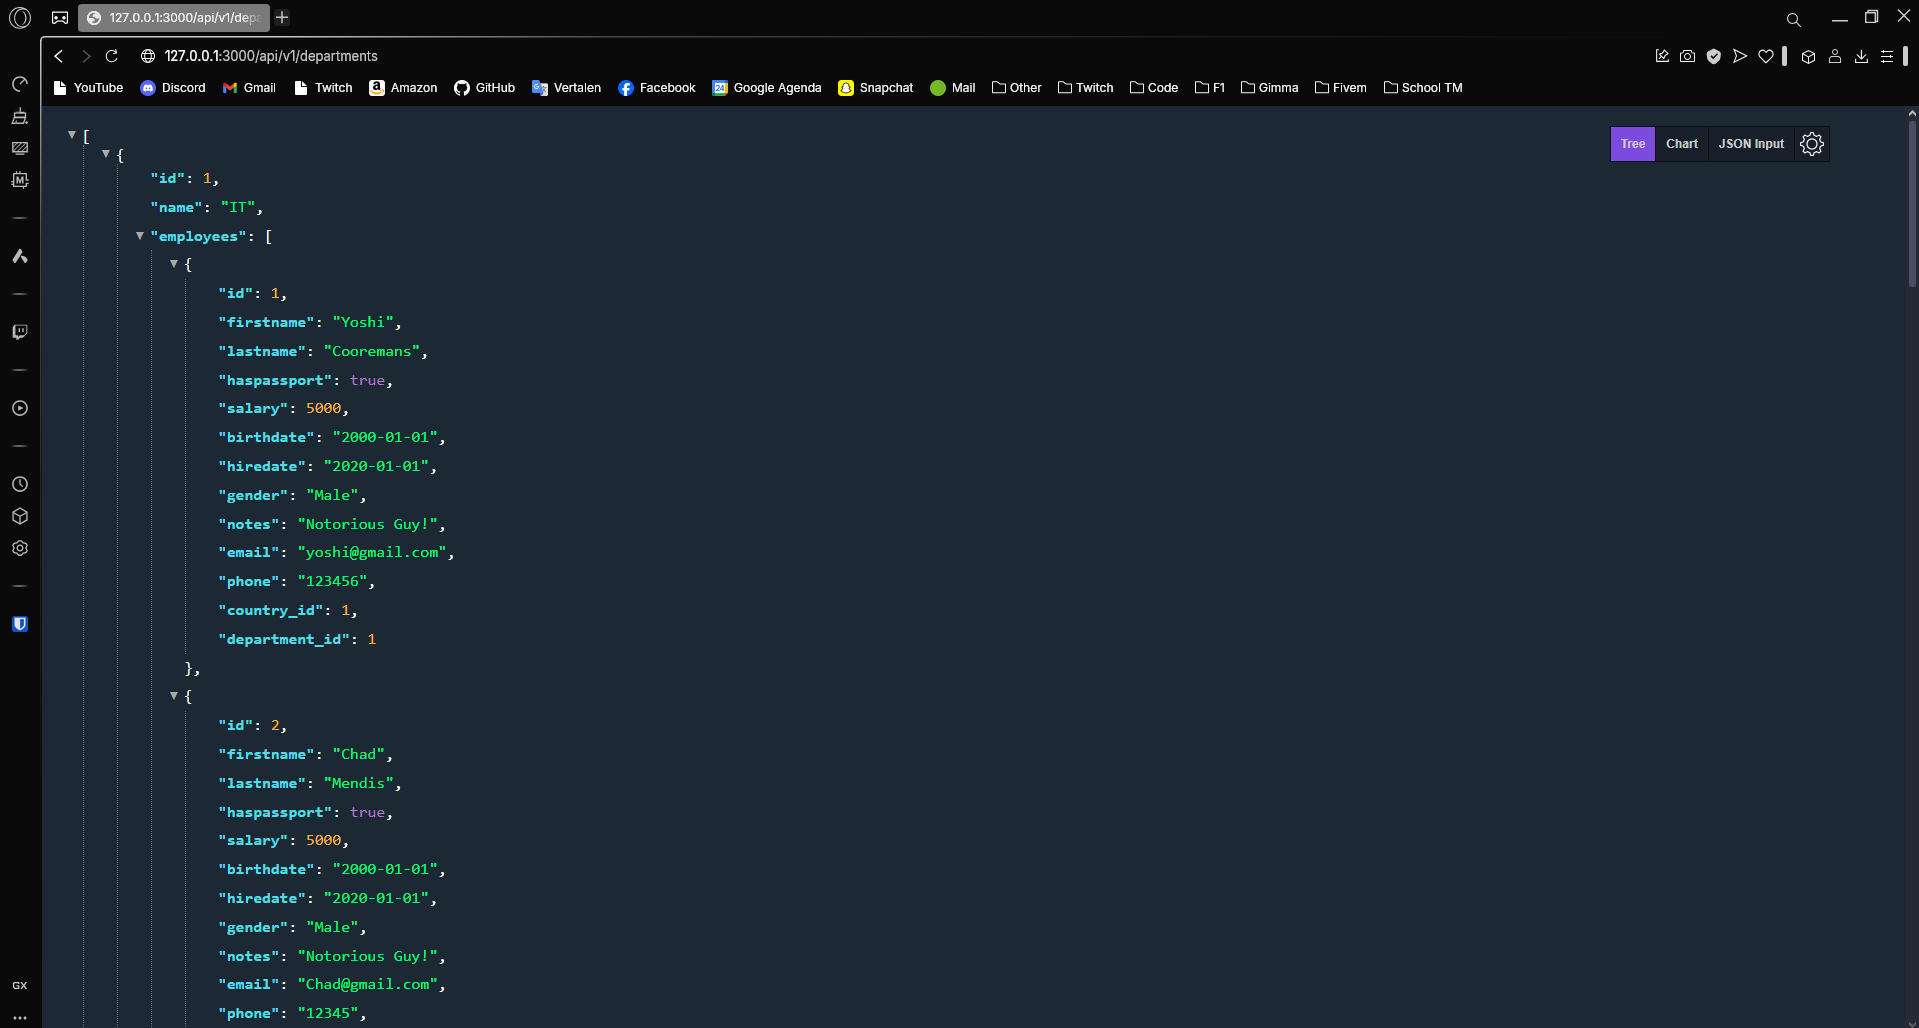 127.0.0.1:3000/api/v1/dep
127.0.0.1:3000/api/v1/departments
YouTube Discord Gmail Twitch Amazon GitHub Vertalen Facebook Google Agenda Snapchat Mail Other Twitch Code F1 Gimma Fivem School TM
Tree Chart JSON Input
[
{
"id": 1,
"name": "IT",
"employees": [
{
"id": 1,
"firstname": "Yoshi",
"lastname": "Cooremans",
"haspassport": true,
"salary": 5000,
"birthdate": "2000-01-01",
"hiredate": "2020-01-01",
"gender": "Male",
"notes": "Notorious Guy!",
"email": "yoshi@gmail.com",
"phone": "123456",
"country_id": 1,
"department_id": 1
},
{
"id": 2,
"firstname": "Chad",
"lastname": "Mendis",
"haspassport": true,
"salary": 5000,
"birthdate": "2000-01-01",
"hiredate": "2020-01-01",
"gender": "Male",
"notes": "Notorious Guy!",
"email": "Chad@gmail.com",
"phone": "12345",
GX